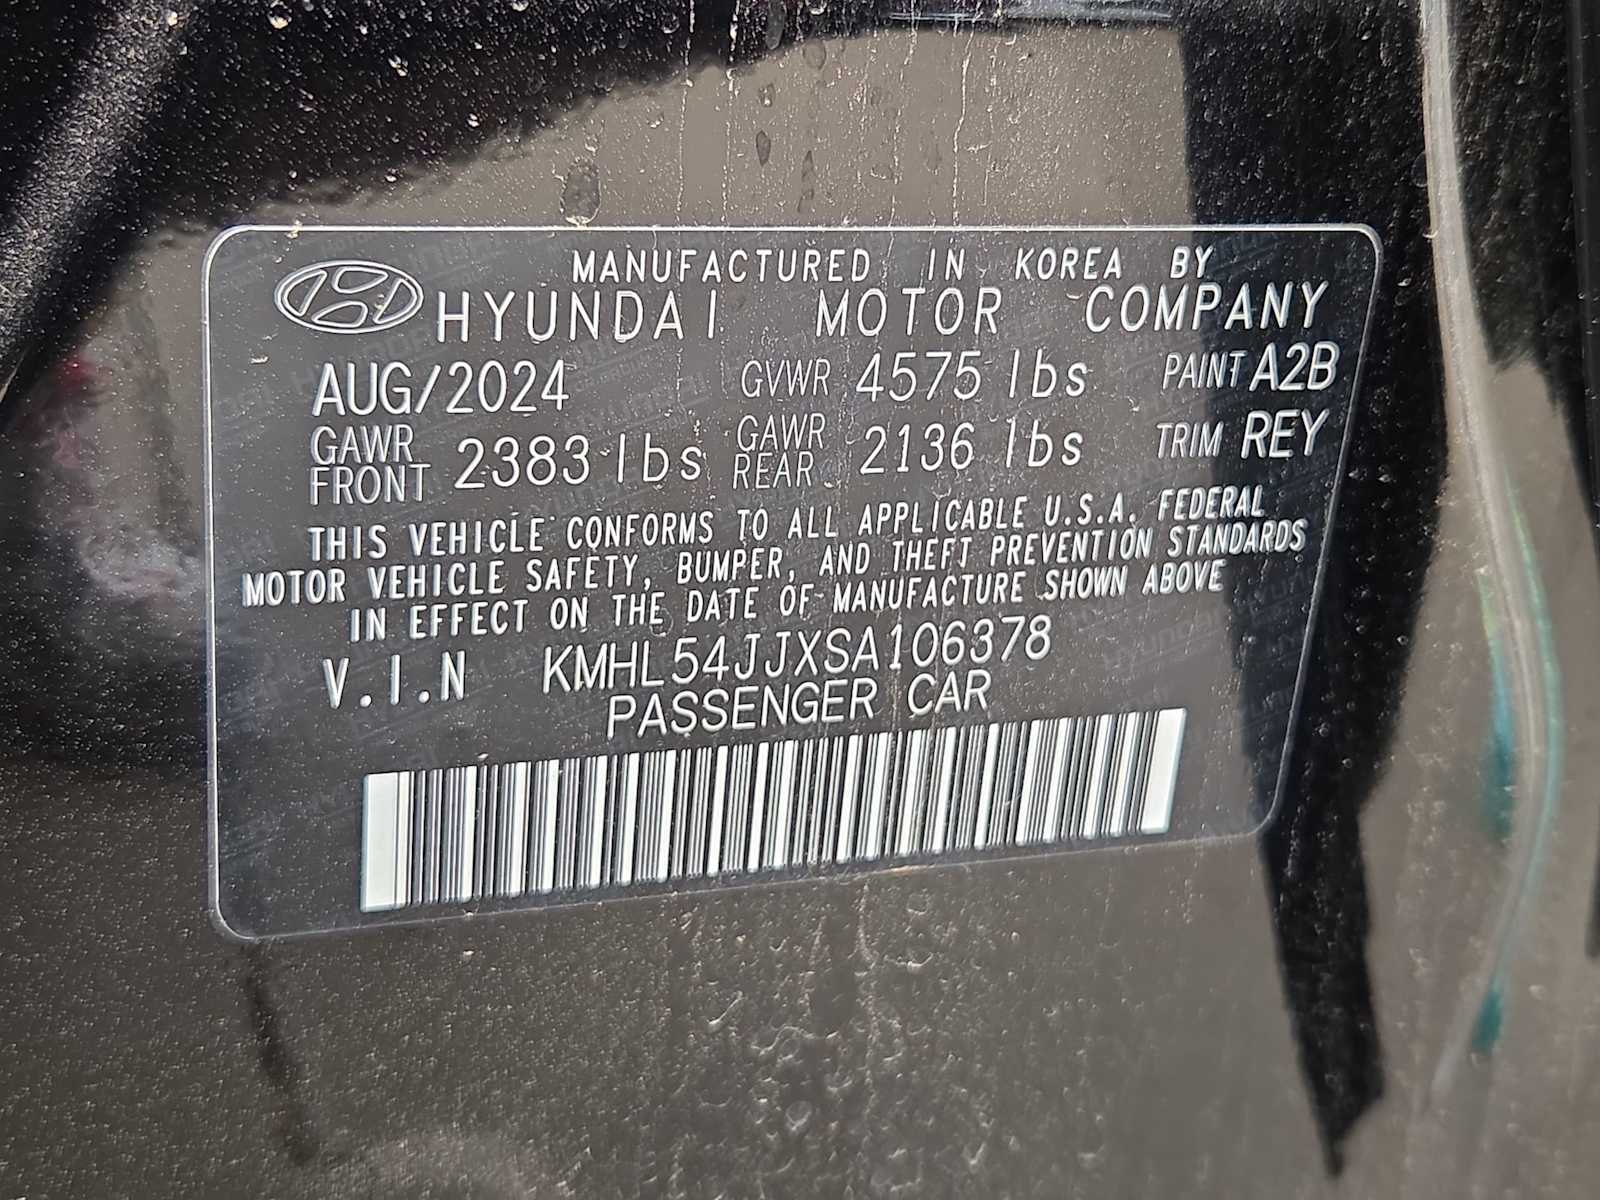 MANUFACTURED IN KOREA BY
HYUNDAI MOTOR COMPANY
AUG/2024 GVWR 4575 lbs PAINT A2B
GAWR FRONT 2383 lbs GAWR REAR 2136 lbs TRIM REY
THIS VEHICLE CONFORMS TO ALL APPLICABLE U.S.A. FEDERAL
MOTOR VEHICLE SAFETY, BUMPER, AND THEFT PREVENTION STANDARDS
IN EFFECT ON THE DATE OF MANUFACTURE SHOWN ABOVE
V.I.N KMHL54JJXSA106378
PASSENGER CAR